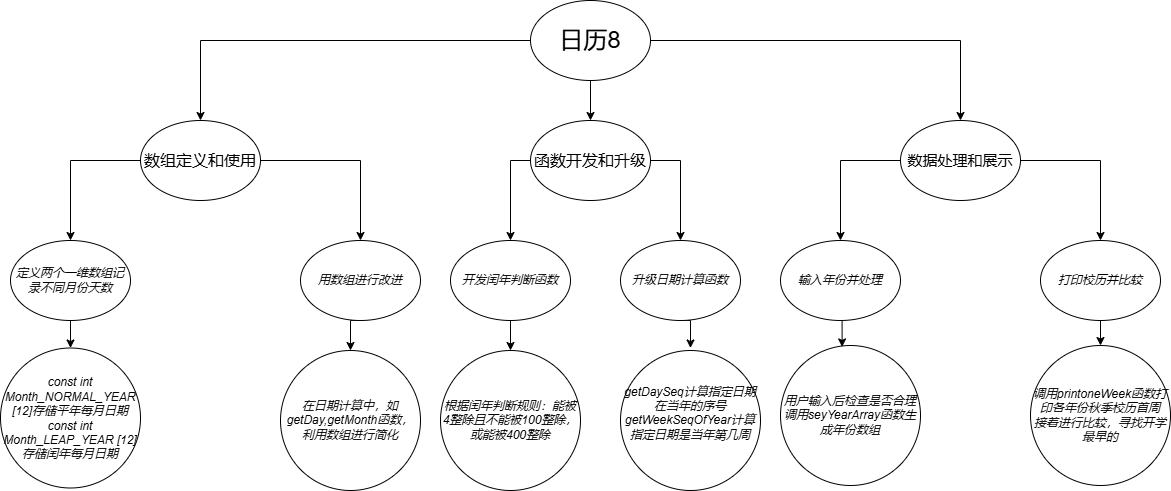 日历8
数组定义和使用
函数开发和升级
数据处理和展示
定义两个一维数组记
录不同月份天数
用数组进行改进
开发闰年判断函数
升级日期计算函数
输入年份并处理
打印校历并比较
const int
Month_NORMAL_YEAR
[12]存储平年每月日期
const int
Month_LEAP_YEAR [12]
存储闰年每月日期
在日期计算中，如
getDay,getMonth函数，
利用数组进行简化
根据闰年判断规则：能被
4整除且不能被100整除，
或能被400整除
getDaySeq计算指定日期
在当年的序号
getWeekSeqOfYear计算
指定日期是当年第几周
用户输入后检查是否合理
调用seyYearArray函数生
成年份数组
调用printoneWeek函数打
印各年份秋季校历首周
接着进行比较，寻找开学
最早的